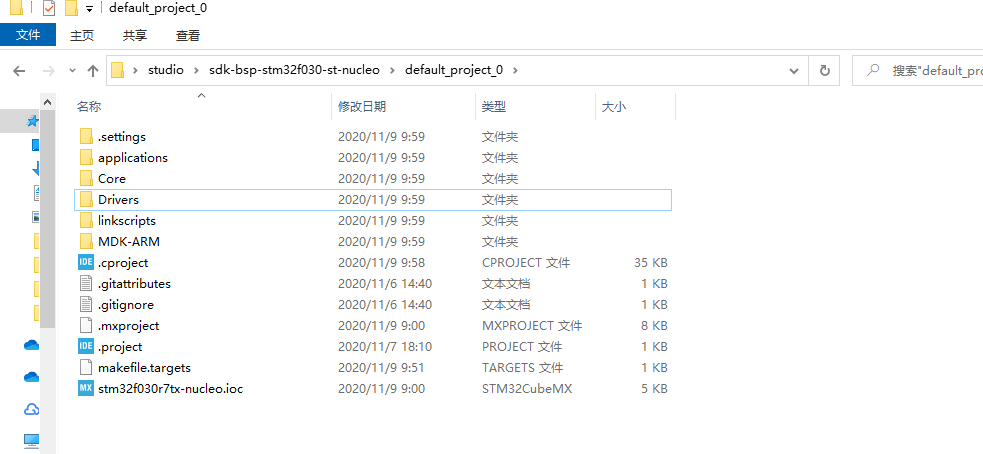 default_project_0
文件 主页 共享 查看
studio sdk-bsp-stm32f030-st-nucleo default_project_0 搜索"default_pro
名称 修改日期 类型 大小
.settings 2020/11/9 9:59 文件夹
applications 2020/11/9 9:59 文件夹
Core 2020/11/9 9:59 文件夹
Drivers 2020/11/9 9:59 文件夹
linkscripts 2020/11/9 9:59 文件夹
MDK-ARM 2020/11/9 9:59 文件夹
IDE .cproject 2020/11/9 9:58 CPROJECT 文件 35 KB
.gitattributes 2020/11/6 14:40 文本文档 1 KB
.gitignore 2020/11/6 14:40 文本文档 1 KB
.mxproject 2020/11/9 9:00 MXPROJECT 文件 8 KB
IDE .project 2020/11/7 18:10 PROJECT 文件 1 KB
makefile.targets 2020/11/9 9:51 TARGETS 文件 1 KB
MX stm32f030r7tx-nucleo.ioc 2020/11/9 9:00 STM32CubeMX 5 KB